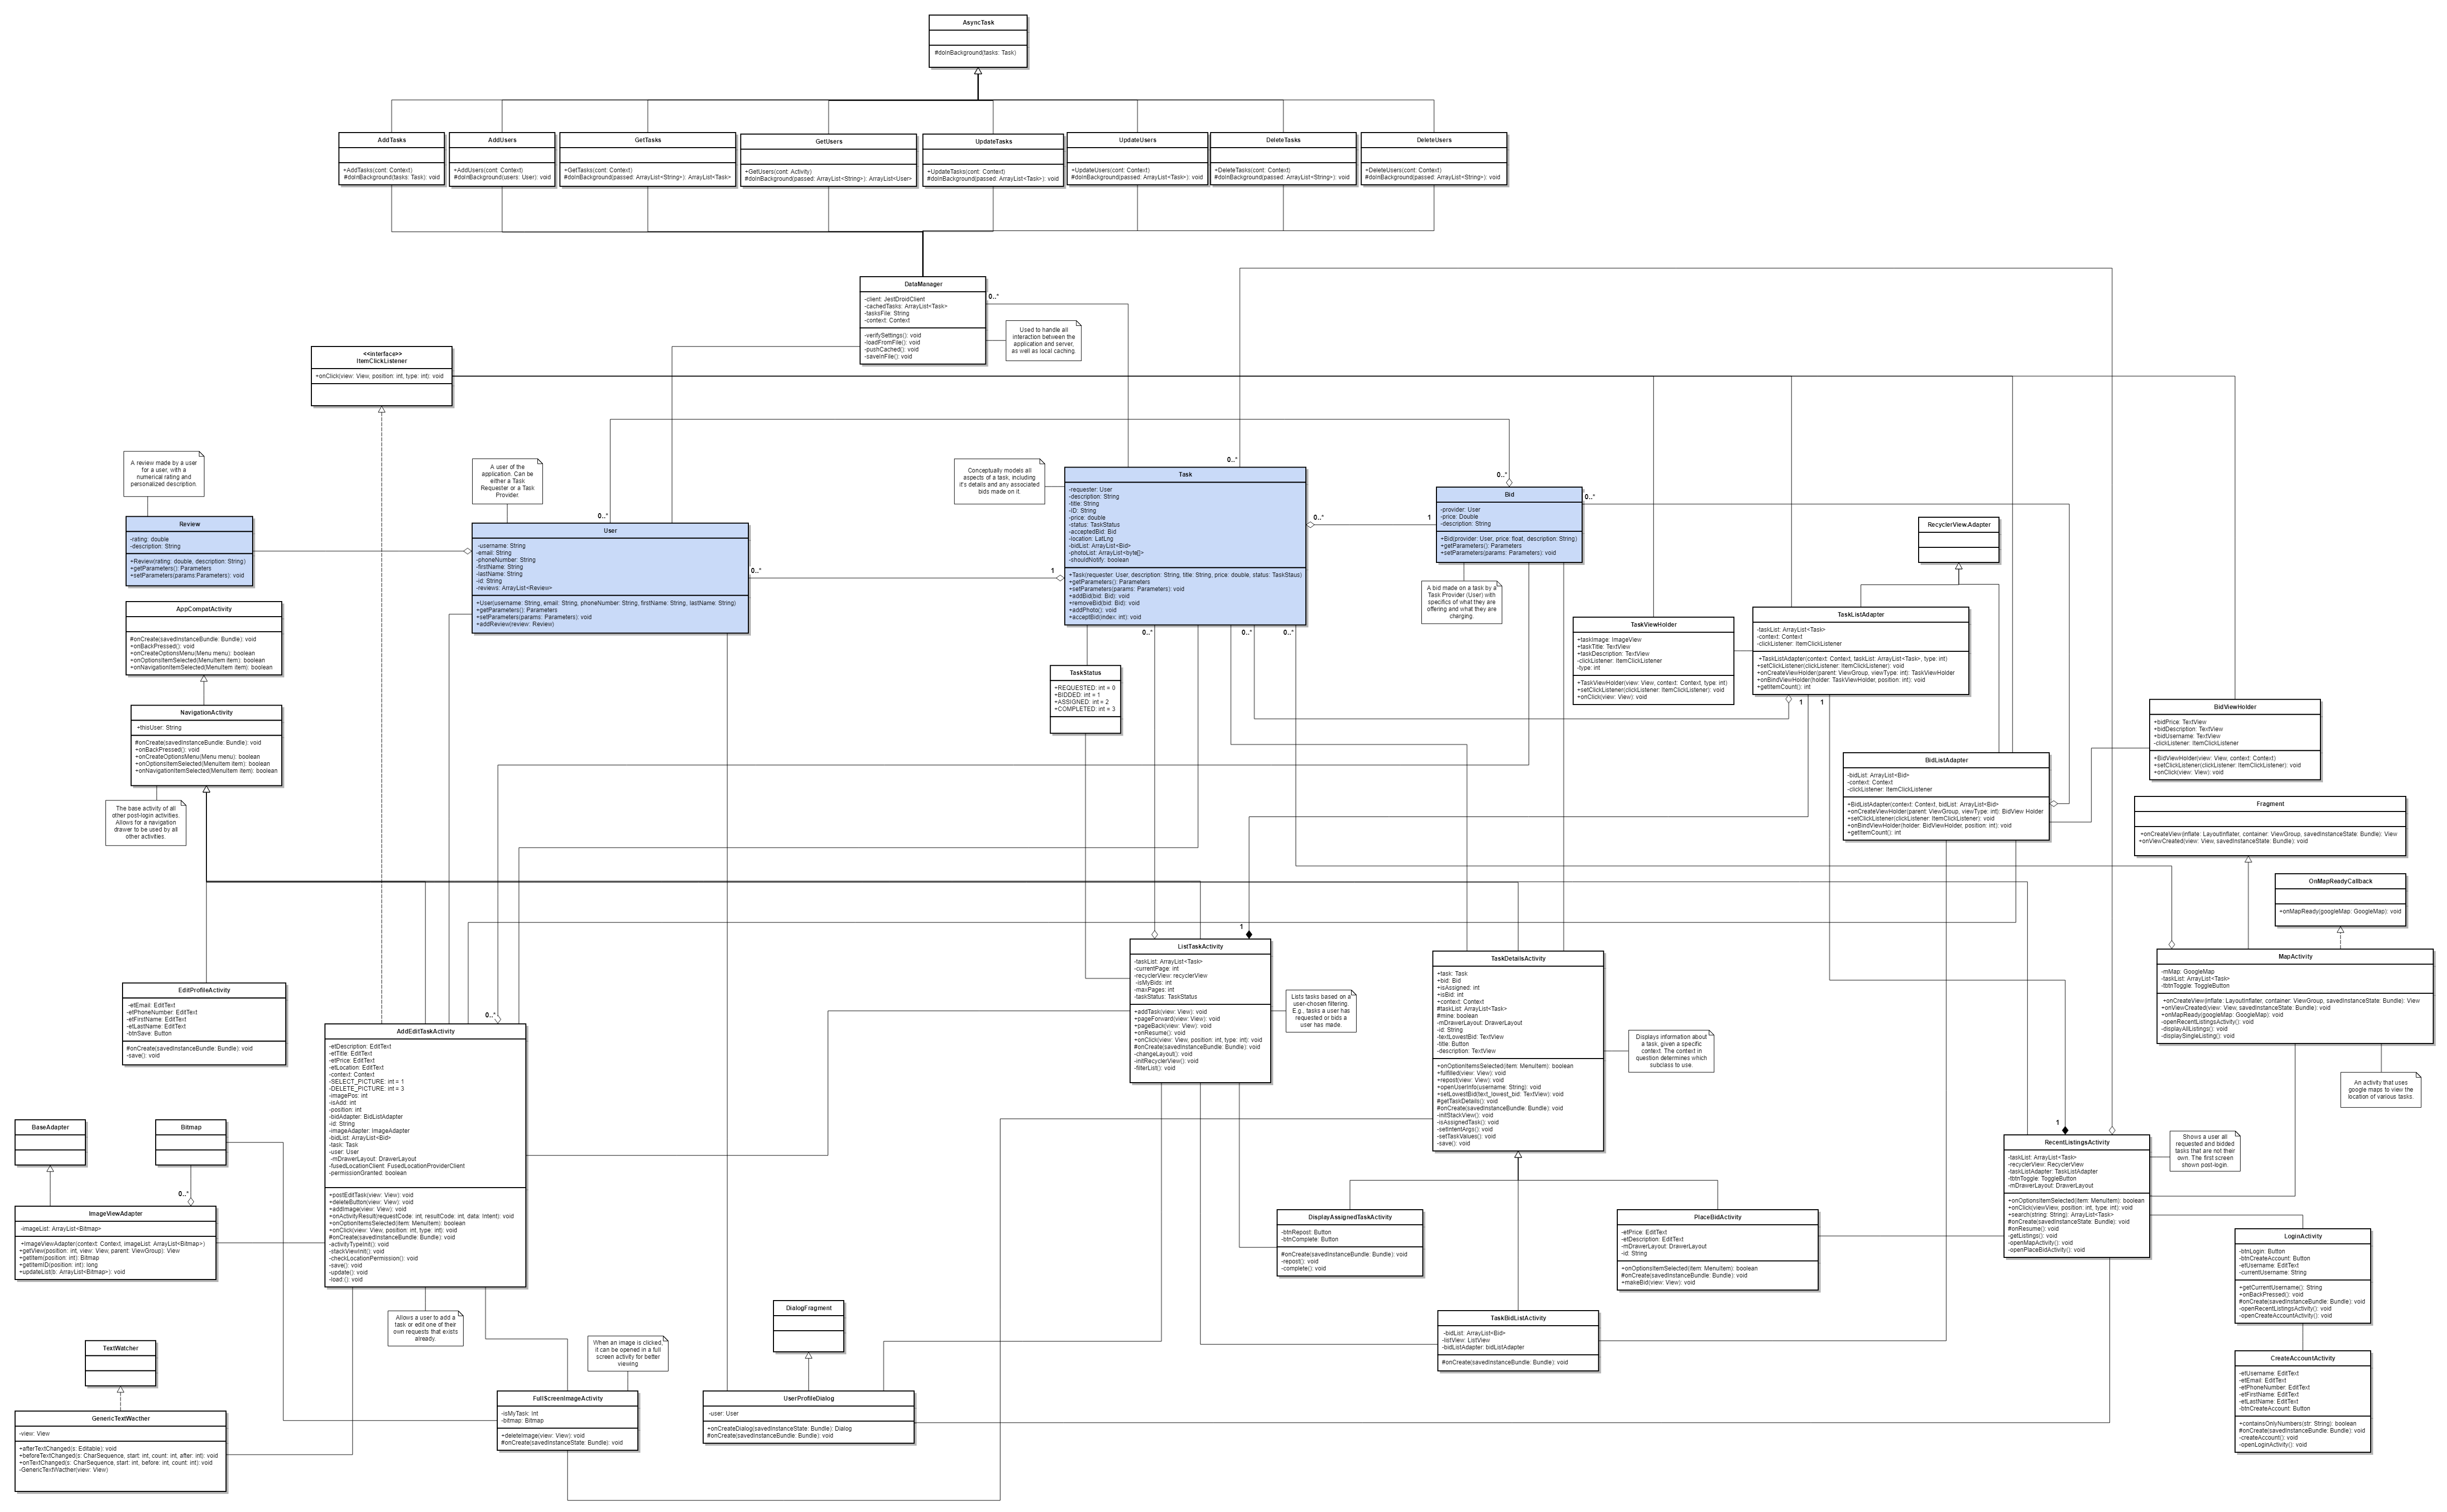 AsyncTask
#doInBackground(tasks: Task)
AddTasks
+AddTasks(cont: Context)
#doInBackground(tasks: Task): void
AddUsers
+AddUsers(cont: Context)
#doInBackground(users: User): void
GetTasks
+GetTasks(cont: Context)
#doInBackground(passed: ArrayList<String>): ArrayList<Task>
GetUsers
+GetUsers(cont: Activity)
#doInBackground(passed: ArrayList<String>): ArrayList<User>
UpdateTasks
+UpdateTasks(cont: Context)
#doInBackground(passed: ArrayList<Task>): void
UpdateUsers
+UpdateUsers(cont: Context)
#doInBackground(passed: ArrayList<Task>): void
DeleteTasks
+DeleteTasks(cont: Context)
#doInBackground(passed: ArrayList<String>): void
DeleteUsers
+DeleteUsers(cont: Context)
#doInBackground(passed: ArrayList<String>): void
DataManager
-client: JestDroidClient
-cachedTasks: ArrayList<Task>
-tasksFile: String
-context: Context
-verifySettings(): void
-loadFromFile(): void
-pushCached(): void
-saveInFile(): void
0..*
Used to handle all
interaction between the
application and server,
as well as local caching.
<<interface>>
ItemClickListener
+onClick(view: View, position: int, type: int): void
A review made by a user
for a user, with a
numerical rating and
personalized description.
Review
-rating: double
-description: String
+Review(rating: double, description: String)
+getParameters(): Parameters
+setParameters(params:Parameters): void
A user of the
application. Can be
either a Task
Requester or a Task
Provider.
0..*
User
-username: String
-email: String
-phoneNumber: String
-firstName: String
-lastName: String
-id: String
-reviews: ArrayList<Review>
+User(username: String, email: String, phoneNumber: String, firstName: String, lastName: String)
+getParameters(): Parameters
+setParameters(params: Parameters): void
+addReview(review: Review)
0..*
1
Conceptually models all
aspects of a task, including
it's details and any associated
bids made on it.
0..*
Task
-requester: User
-description: String
-title: String
-ID: String
-price: double
-status: TaskStatus
-acceptedBid: Bid
-location: LatLng
-bidList: ArrayList<Bid>
-photoList: ArrayList<byte[]>
-shouldNotify: boolean
+Task(requester: User, description: String, title: String, price: double, status: TaskStaus)
+getParameters(): Parameters
+setParameters(params: Parameters): void
+addBid(bid: Bid): void
+removeBid(bid: Bid): void
+addPhoto(): void
+acceptBid(index: int): void
0..*
1
0..*
0..*
0..*
0..*
Bid
-provider: User
-price: Double
-description: String
+Bid(provider: User, price: float, description: String)
+getParameters(): Parameters
+setParameters(params: Parameters): void
0..*
A bid made on a task by a
Task Provider (User) with
specifics of what they are
offering and what they are
charging.
RecyclerView.Adapter
TaskStatus
+REQUESTED: int = 0
+BIDDED: int = 1
+ASSIGNED: int = 2
+COMPLETED: int = 3
TaskViewHolder
+taskImage: ImageView
+taskTitle: TextView
+taskDescription: TextView
-clickListener: ItemClickListener
-type: int
+TaskViewHolder(view: View, context: Context, type: int)
+setClickListener(clickListener: ItemClickListener): void
+onClick(view: View): void
TaskListAdapter
-taskList: ArrayList<Task>
-context: Context
-clickListener: ItemClickListener
+TaskListAdapter(context: Context, taskList: ArrayList<Task>, type: int)
+setClickListener(clickListener: ItemClickListener): void
+onCreateViewHolder(parent: ViewGroup, viewType: int): TaskViewHolder
+onBindViewHolder(holder: TaskViewHolder, position: int): void
+getItemCount(): int
1
1
BidViewHolder
+bidPrice: TextView
+bidDescription: TextView
+bidUsername: TextView
-clickListener: ItemClickListener
+BidViewHolder(view: View, context: Context)
+setClickListener(clickListener: ItemClickListener): void
+onClick(view: View): void
BidListAdapter
-bidList: ArrayList<Bid>
-context: Context
-clickListener: ItemClickListener
+BidListAdapter(context: Context, bidList: ArrayList<Bid>
+onCreateViewHolder(parent: ViewGroup, viewType: int): BidView Holder
+setClickListener(clickListener: ItemClickListener): void
+onBindViewHolder(holder: BidViewHolder, position: int): void
+getItemCount(): int
Fragment
+onCreateView(inflate: LayoutInflater, container: ViewGroup, savedInstanceState: Bundle): View
+onViewCreated(view: View, savedInstanceState: Bundle): void
OnMapReadyCallback
+onMapReady(googleMap: GoogleMap): void
MapActivity
-mMap: GoogleMap
-taskList: ArrayList<Task>
-tbtnToggle: ToggleButton
+onCreateView(inflate: LayoutInflater, container: ViewGroup, savedInstanceState: Bundle): View
+onViewCreated(view: View, savedInstanceState: Bundle): void
+onMapReady(googleMap: GoogleMap): void
-openRecentListingsActivity(): void
-displayAllListings(): void
-displaySingleListing(): void
An activity that uses
google maps to view the
location of various tasks.
AppCompatActivity
#onCreate(savedInstanceBundle: Bundle): void
+onBackPressed(): void
+onCreateOptionsMenu(Menu menu): boolean
+onOptionsItemSelected(MenuItem item): boolean
+onNavigationItemSelected(MenuItem item): boolean
NavigationActivity
+thisUser: String
#onCreate(savedInstanceBundle: Bundle): void
+onBackPressed(): void
+onCreateOptionsMenu(Menu menu): boolean
+onOptionsItemSelected(MenuItem item): boolean
+onNavigationItemSelected(MenuItem item): boolean
The base activity of all
other post-login activities.
Allows for a navigation
drawer to be used by all
other activities.
EditProfileActivity
-etEmail: EditText
-etPhoneNumber: EditText
-etFirstName: EditText
-etLastName: EditText
-btnSave: Button
#onCreate(savedInstanceBundle: Bundle): void
-save(): void
0..*
AddEditTaskActivity
-etDescription: EditText
-etTitle: EditText
-etPrice: EditText
-etLocation: EditText
-context: Context
-SELECT_PICTURE: int = 1
-DELETE_PICTURE: int = 3
-imagePos: int
-isAdd: int
-position: int
-bidAdapter: BidListAdapter
-id: String
-imageAdapter: ImageAdapter
-bidList: ArrayList<Bid>
-task: Task
-user: User
-mDrawerLayout: DrawerLayout
-fusedLocationClient: FusedLocationProviderClient
-permissionGranted: boolean
+postEditTask(view: View): void
+deleteButton(view: View): void
+addImage(view: View): void
+onActivityResult(requestCode: int, resultCode: int, data: Intent): void
+onOptionItemsSelected(item: MenuItem): boolean
+onClick(view: View, position: int, type: int): void
#onCreate(savedInstanceBundle: Bundle): void
-activityTypeInit(): void
-stackViewInit(): void
-checkLocationPermission(): void
-save(): void
-update(): void
-load:(): void
Allows a user to add a
task or edit one of their
own requests that exists
already.
1
ListTaskActivity
-taskList: ArrayList<Task>
-currentPage: int
-recyclerView: recyclerView
-isMyBids: int
-maxPages: int
-taskStatus: TaskStatus
+addTask(view: View): void
+pageForward(view: View): void
+pageBack(view: View): void
+onResume(): void
+onClick(view: View, position: int, type: int): void
#onCreate(savedInstanceBundle: Bundle): void
-changeLayout(): void
-initRecyclerView(): void
-filterList(): void
Lists tasks based on a
user-chosen filtering.
E.g., tasks a user has
requested or bids a
user has made.
TaskDetailsActivity
+task: Task
+bid: Bid
+isAssigned: int
+isBid: int
+context: Context
#taskList: ArrayList<Task>
#mine: boolean
-mDrawerLayout: DrawerLayout
-id: String
-textLowestBid: TextView
-title: Button
-description: TextView
+onOptionItemsSelected(item: MenuItem): boolean
+fulfilled(view: View): void
+repost(view: View): void
+openUserInfo(username: String): void
+setLowestBid(text_lowest_bid: TextView): void
#getTaskDetails(): void
#onCreate(savedInstanceBundle: Bundle): void
-initStackView(): void
-isAssignedTask(): void
-setIntentArgs(): void
-setTaskValues(): void
-save(): void
Displays information about
a task, given a specific
context. The context in
question determines which
subclass to use.
BaseAdapter
Bitmap
0..*
ImageViewAdapter
-imageList: ArrayList<Bitmap>
+ImageViewAdapter(context: Context, imageList: ArrayList<Bitmap>)
+getView(position: int, view: View, parent: ViewGroup): View
+getItem(position: int): Bitmap
+getItemID(position: int): long
+updateList(b: ArrayList<Bitmap>): void
TextWatcher
GenericTextWacther
-view: View
+afterTextChanged(s: Editable): void
+beforeTextChanged(s: CharSequence, start: int, count: int, after: int): void
+onTextChanged(s: CharSequence, start: int, before: int, count: int): void
-GenericTextWacther(view: View)
When an image is clicked,
it can be opened in a full
screen activity for better
viewing
FullScreenImageActivity
-isMyTask: Int
-bitmap: Bitmap
+deleteImage(view: View): void
#onCreate(savedInstanceState: Bundle): void
DialogFragment
UserProfileDialog
-user: User
+onCreateDialog(savedInstanceState: Bundle): Dialog
#onCreate(savedInstanceBundle: Bundle): void
DisplayAssignedTaskActivity
-btnRepost: Button
-btnComplete: Button
#onCreate(savedInstanceBundle: Bundle): void
-repost(): void
-complete(): void
PlaceBidActivity
-etPrice: EditText
-etDescription: EditText
-mDrawerLayout: DrawerLayout
-id: String
+onOptionsItemSelected(item: MenuItem): boolean
#onCreate(savedInstanceBundle: Bundle): void
+makeBid(view: View): void
TaskBidListActivity
-bidList: ArrayList<Bid>
-listView: ListView
-bidListAdapter: bidListAdapter
#onCreate(savedInstanceBundle: Bundle): void
1
RecentListingsActivity
-taskList: ArrayList<Task>
-recyclerView: RecyclerView
-taskListAdapter: TaskListAdapter
-tbtnToggle: ToggleButton
-mDrawerLayout: DrawerLayout
+onOptionsItemSelected(item: MenuItem): boolean
+onClick(viewView, position: int, type: int): void
+search(string: String): ArrayList<Task>
#onCreate(savedInstanceState: Bundle): void
#onResume(): void
-getListings(): void
-openMapActivity(): void
-openPlaceBidActivity(): void
Shows a user all
requested and bidded
tasks that are not their
own. The first screen
shown post-login.
LoginActivity
-btnLogin: Button
-btnCreateAccount: Button
-etUsername: EditText
-currentUsername: String
+getCurrentUsername(): String
+onBackPressed(): void
#onCreate(savedInstanceBundle: Bundle): void
-openRecentListingsActivity(): void
-openCreateAccountActivity(): void
CreateAccountActivity
-etUsername: EditText
-etEmail: EditText
-etPhoneNumber: EditText
-etFirstName: EditText
-etLastName: EditText
-btnCreateAccount: Button
+containsOnlyNumbers(str: String): boolean
#onCreate(savedInstanceBundle: Bundle): void
-createAccount(): void
-openLoginActivity(): void